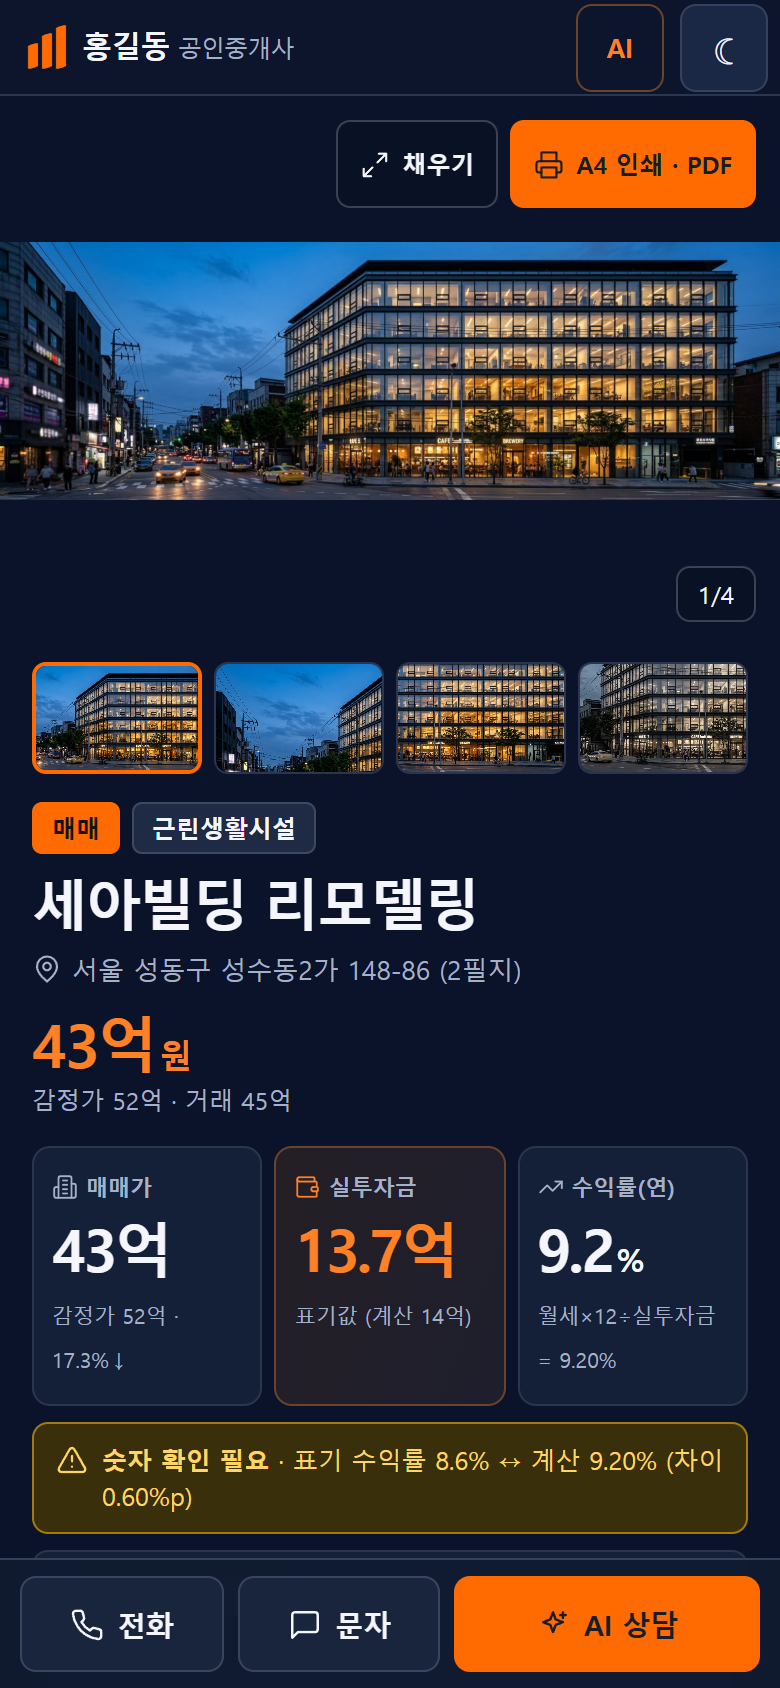 홍길동 공인중개사
AI
채우기
A4 인쇄 · PDF
CAFE
BREWERY
1/4
매매
근린생활시설
세아빌딩 리모델링
서울 성동구 성수동2가 148-86 (2필지)
43억원
감정가 52억 · 거래 45억
매매가
43억
감정가 52억 ·
17.3%↓
실투자금
13.7억
표기값 (계산 14억)
수익률(연)
9.2%
월세×12÷실투자금
= 9.20%
숫자 확인 필요 · 표기 수익률 8.6% ↔ 계산 9.20% (차이
0.60%p)
전화
문자
AI 상담